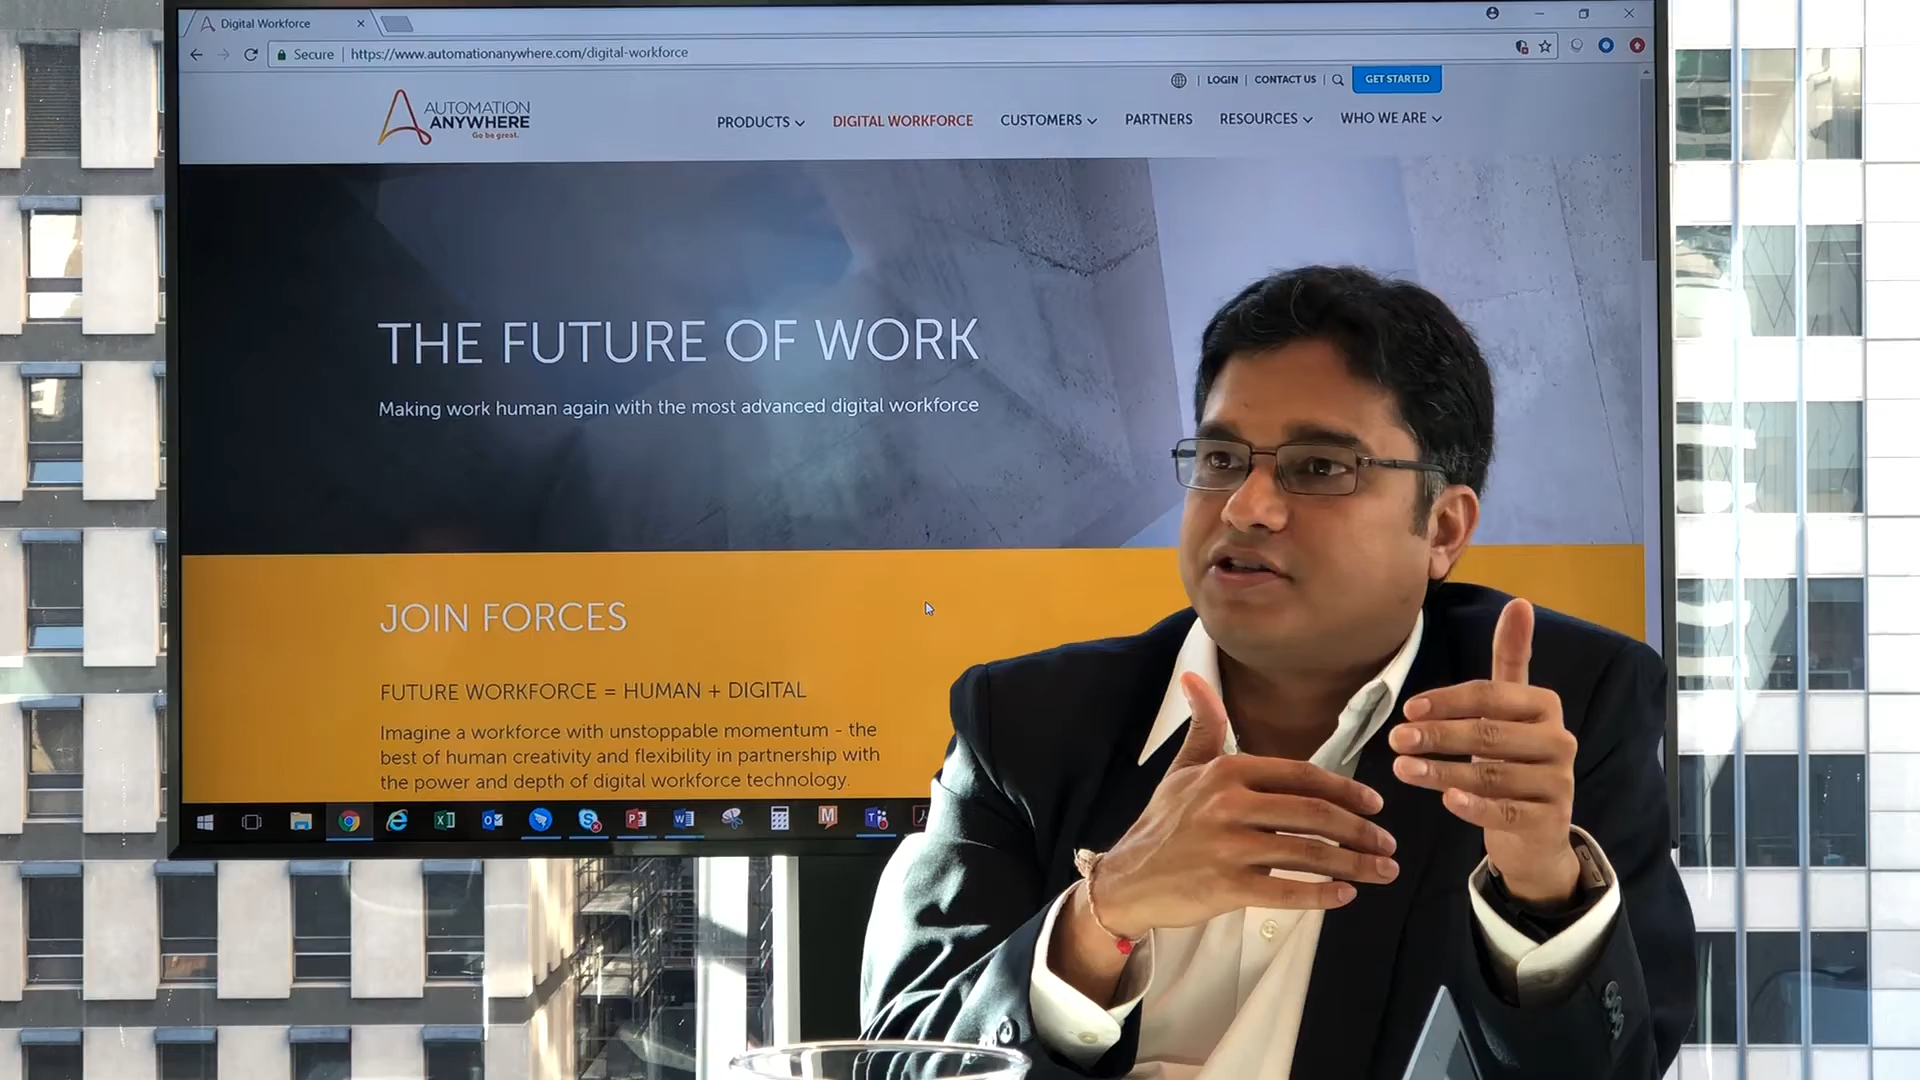 Digital Workforce
Secure | https://www.automationanywhere.com/digital-workforce
LOGIN | CONTACT US | GET STARTED
AUTOMATION
ANYWHERE
Go be great.
PRODUCTS DIGITAL WORKFORCE CUSTOMERS PARTNERS RESOURCES WHO WE ARE
THE FUTURE OF WORK
Making work human again with the most advanced digital workforce
JOIN FORCES
FUTURE WORKFORCE = HUMAN + DIGITAL
Imagine a workforce with unstoppable momentum - the
best of human creativity and flexibility in partnership with
the power and depth of digital workforce technology.